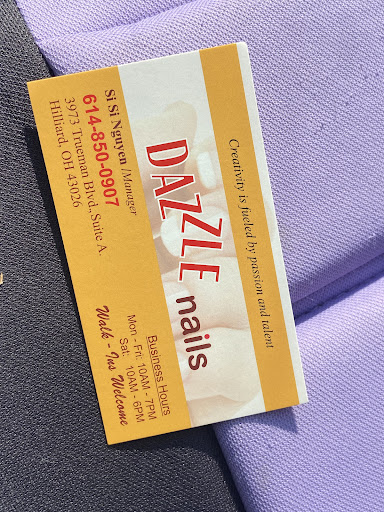 Creativity is fueled by passion and talent
DAZZLE nails
Si Si Nguyen /Manager
614-850-0907
3973 Trueman Blvd., Suite A.
Hilliard, OH 43026
Business Hours
Mon - Fri: 10AM - 7PM
Sat: 10AM - 6PM
Walk - Ins Welcome